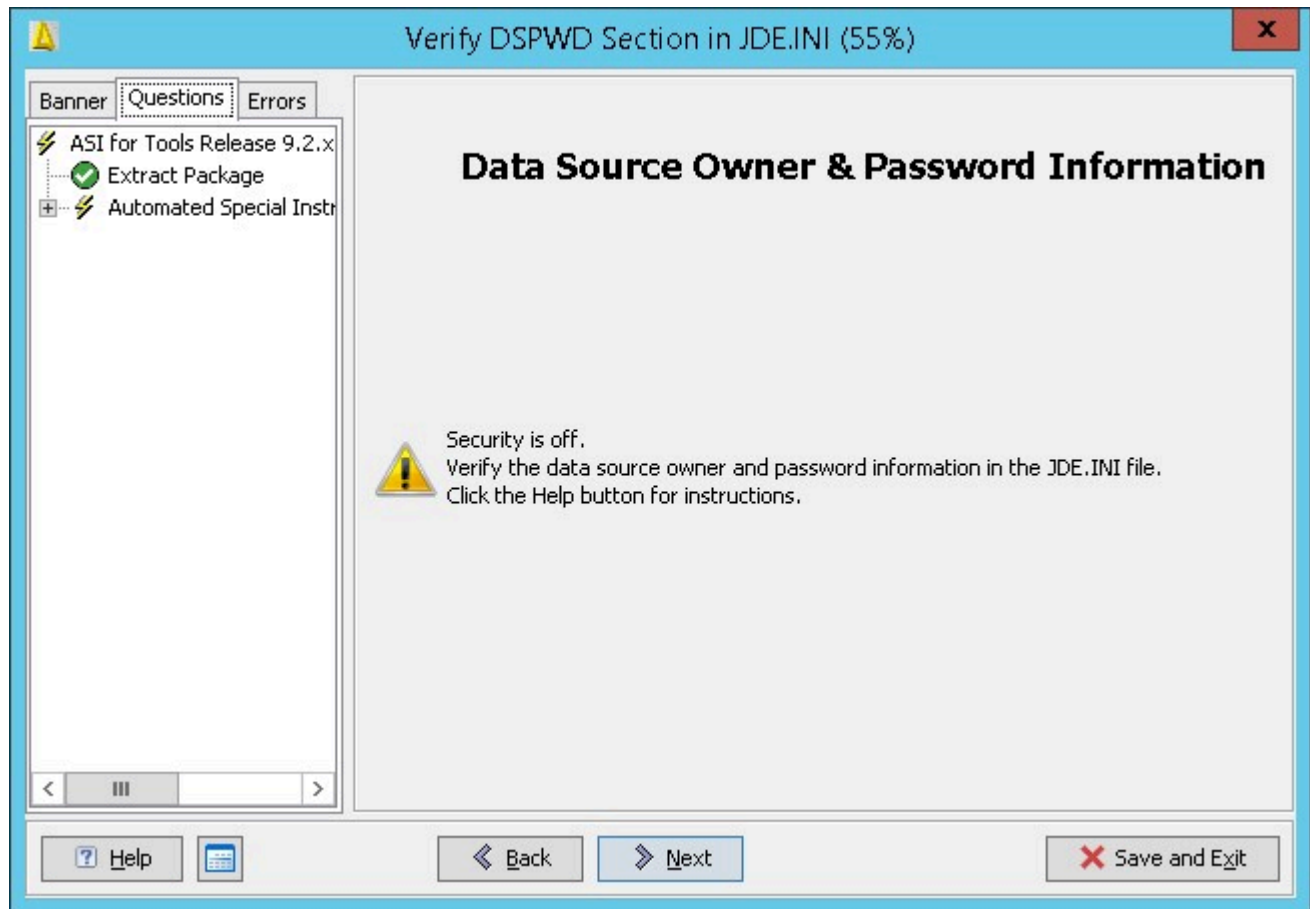 Verify DSPWD Section in JDE.INI (55%)
Banner Questions Errors
ASI for Tools Release 9.2.x
Extract Package
Automated Special Instr
Data Source Owner & Password Information
Security is off.
Verify the data source owner and password information in the JDE.INI file.
Click the Help button for instructions.
Help Back Next Save and Exit